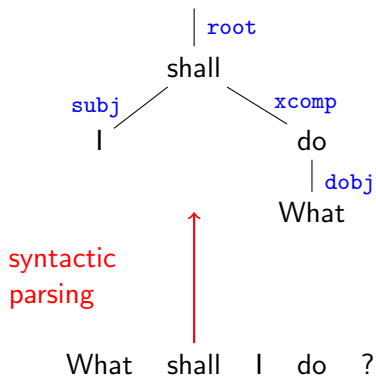 root
shall
subj xcomp
I do
dobj
What
syntactic
parsing
What shall I do ?